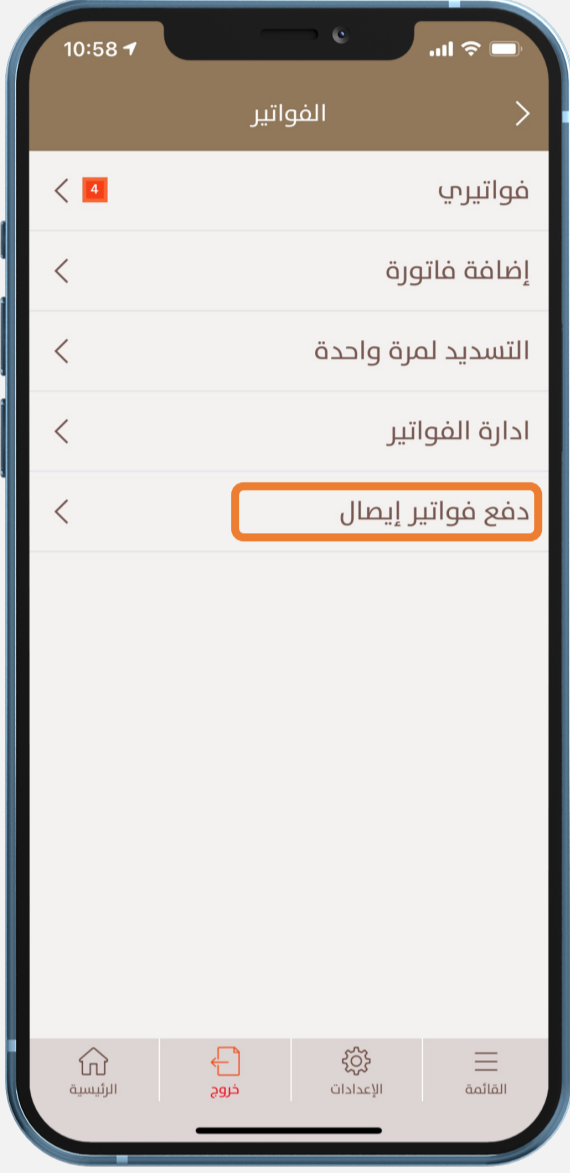 10:58
الفواتير
فواتيري
4
إضافة فاتورة
التسديد لمرة واحدة
ادارة الفواتير
دفع فواتير إيصال
القائمة
الإعدادات
خروج
الرئيسية